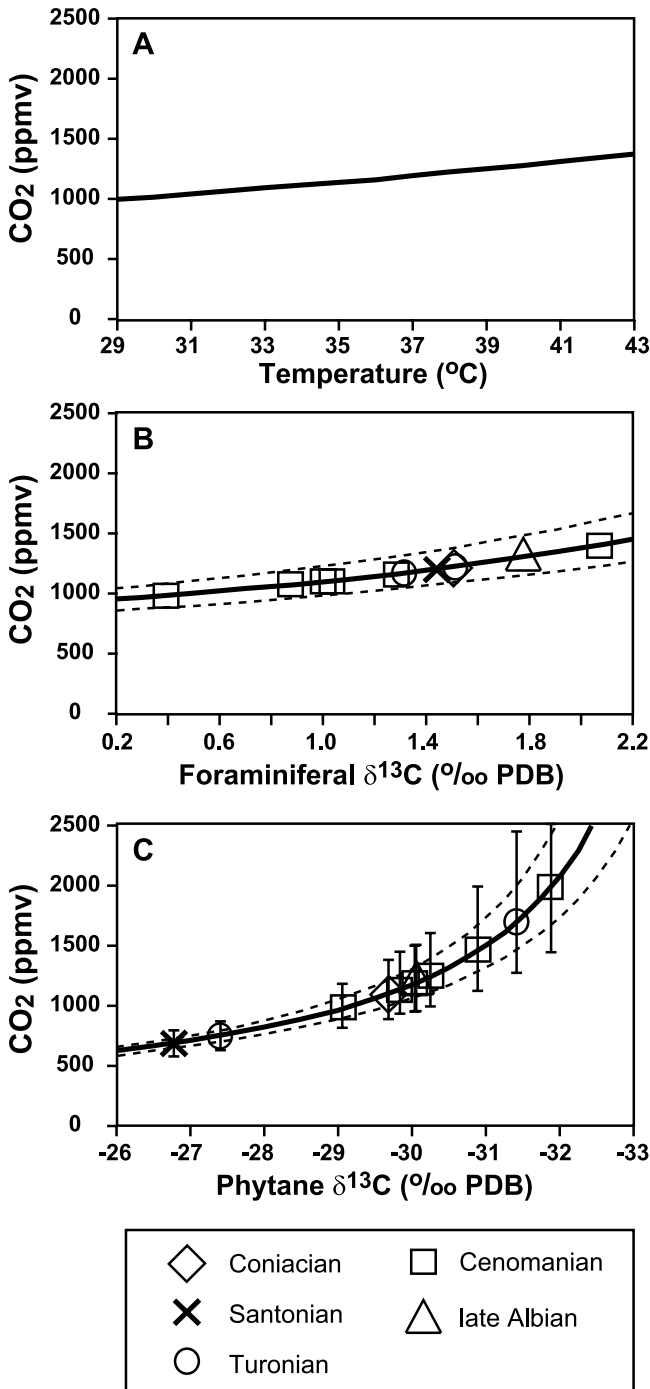 A
2500
2000
1500
1000
500
0
CO2 (ppmv)
29 31 33 35 37 39 41 43
Temperature (oC)
B
2500
2000
1500
1000
500
0
CO2 (ppmv)
0.2 0.6 1.0 1.4 1.8 2.2
Foraminiferal δ13C (o/oo PDB)
C
2500
2000
1500
1000
500
0
CO2 (ppmv)
-26 -27 -28 -29 -30 -31 -32 -33
Phytane δ13C (o/oo PDB)
Coniacian
Cenomanian
Santonian
late Albian
Turonian